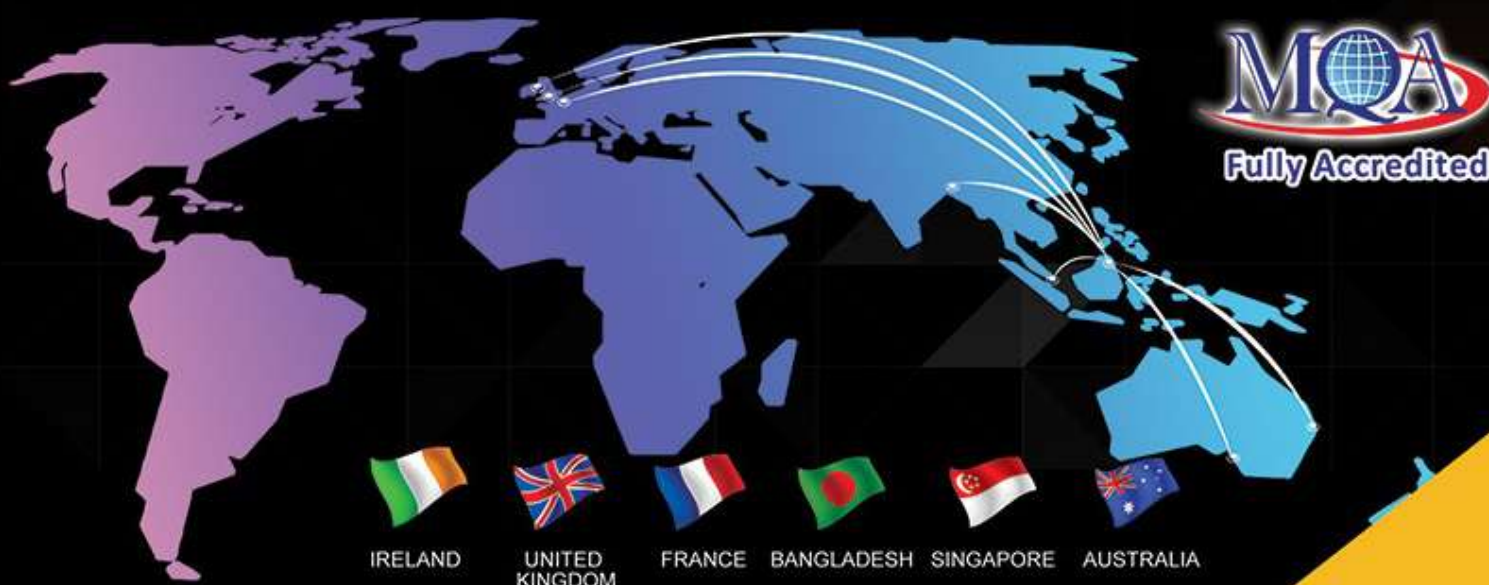 MQA
Fully Accredited
IRELAND
UNITED
KINGDOM
FRANCE
BANGLADESH
SINGAPORE
AUSTRALIA